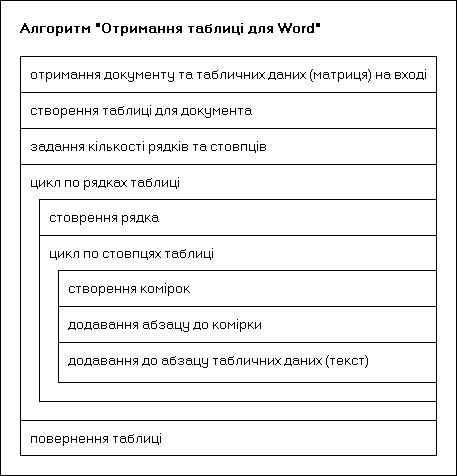 Алгоритм "Отримання таблиці для Word"
отримання документу та табличних даних (матриця) на вході
створення таблиці для документа
задання кількості рядків та стовпців
цикл по рядках таблиці
стоврення рядка
цикл по стовпцях таблиці
створення комірок
додавання абзацу до комірки
додавання до абзацу табличних даних (текст)
повернення таблиці